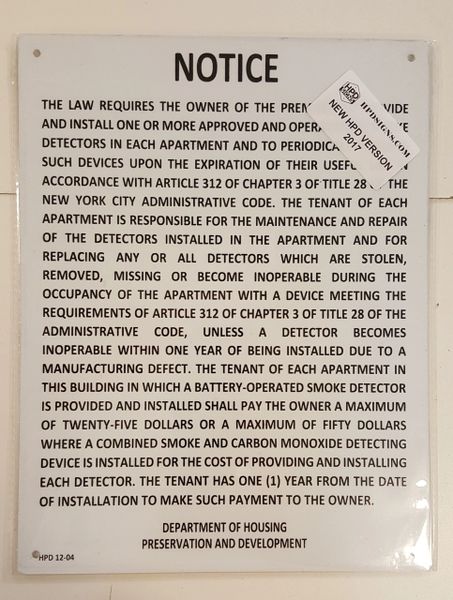 NOTICE
THE LAW REQUIRES THE OWNER OF THE VIDE
AND INSTALL ONE OR MORE APPROVED AND
DETECTORS IN EACH APARTMENT AND TO
SUCH DEVICES UPON THE EXPIRATION OF THEIR
ACCORDANCE WITH ARTICLE 312 OF CHAPTER 3 OF TITLE 28 THE
NEW YORK CITY ADMINISTRATIVE CODE. THE TENANT OF EACH
APARTMENT IS RESPONSIBLE FOR THE MAINTENANCE AND REPAIR
OF THE DETECTORS INSTALLED IN THE APARTMENT AND FOR
REPLACING ANY OR ALL DETECTORS WHICH ARE STOLEN,
REMOVED, MISSING OR BECOME INOPERABLE DURING THE
OCCUPANCY OF THE APARTMENT WITH A DEVICE MEETING THE
REQUIREMENTS OF ARTICLE 312 OF CHAPTER 3 OF TITLE 28 OF THE
ADMINISTRATIVE CODE, UNLESS A DETECTOR BECOMES
INOPERABLE WITHIN ONE YEAR OF BEING INSTALLED DUE TO A
MANUFACTURING DEFECT. THE TENANT OF EACH APARTMENT IN
THIS BUILDING IN WHICH A BATTERY-OPERATED SMOKE DETECTOR
IS PROVIDED AND INSTALLED SHALL PAY THE OWNER A MAXIMUM
OF TWENTY-FIVE DOLLARS OR A MAXIMUM OF FIFTY DOLLARS
WHERE A COMBINED SMOKE AND CARBON MONOXIDE DETECTING
DEVICE IS INSTALLED FOR THE COST OF PROVIDING AND INSTALLING
EACH DETECTOR. THE TENANT HAS ONE (1) YEAR FROM THE DATE
OF INSTALLATION TO MAKE SUCH PAYMENT TO THE OWNER.
DEPARTMENT OF HOUSING
PRESERVATION AND DEVELOPMENT
HPD 12-04
HPD
SIGNS
HPDSIGNS.COM
NEW HPD VERSION
2017